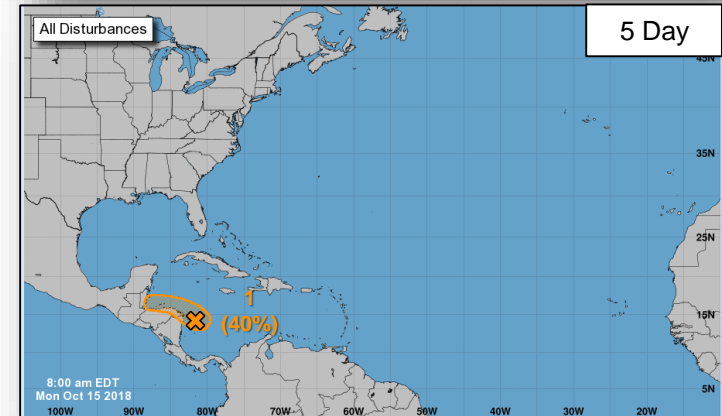 All Disturbances
5 Day
45N
35N
25N
15N
5N
1
(40%)
8:00 am EDT
Mon Oct 15 2018
100W
90W
80W
70W
60W
50W
40W
30W
20W